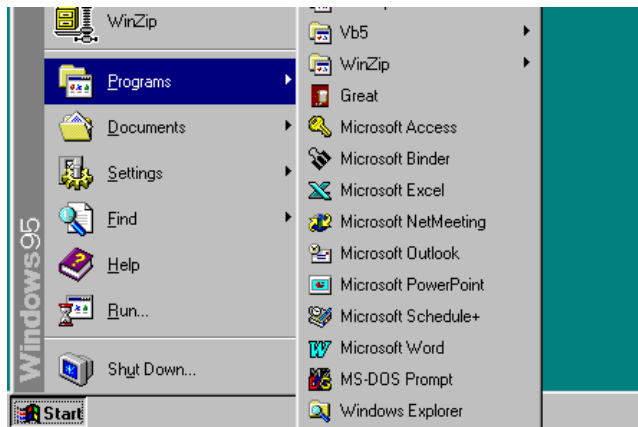 WinZip
Programs
Documents
Settings
Find
Help
Run...
Shut Down...
Windows95
Start
Vb5
WinZip
Great
Microsoft Access
Microsoft Binder
Microsoft Excel
Microsoft NetMeeting
Microsoft Outlook
Microsoft PowerPoint
Microsoft Schedule+
Microsoft Word
MS-DOS Prompt
Windows Explorer